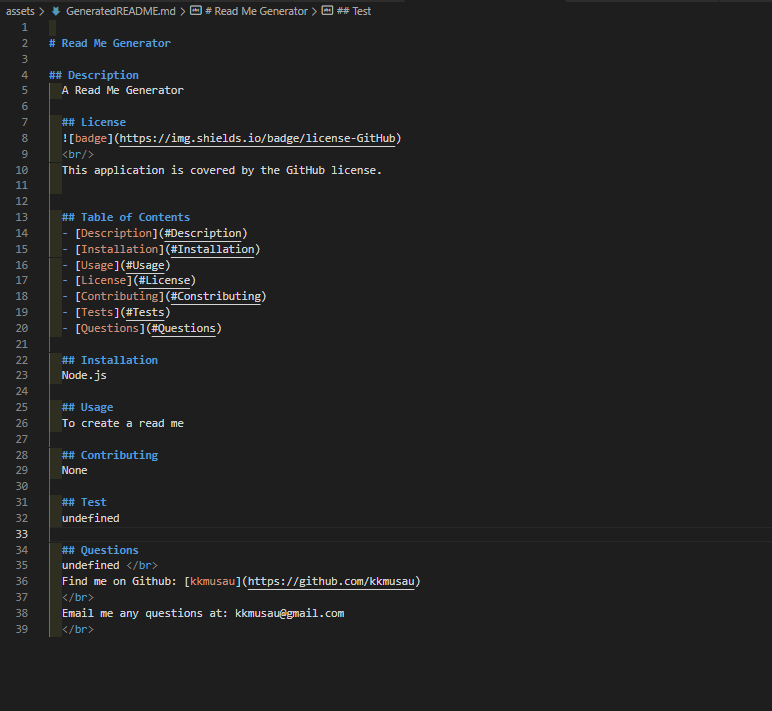 assets > GeneratedREADME.md > # Read Me Generator > ## Test
1
2 # Read Me Generator
3
4 ## Description
5 A Read Me Generator
6
7 ## License
8 ![badge](https://img.shields.io/badge/license-GitHub)
9 <br/>
10 This application is covered by the GitHub license.
11
12
13 ## Table of Contents
14 - [Description](#Description)
15 - [Installation](#Installation)
16 - [Usage](#Usage)
17 - [License](#License)
18 - [Contributing](#Constributing)
19 - [Tests](#Tests)
20 - [Questions](#Questions)
21
22 ## Installation
23 Node.js
24
25 ## Usage
26 To create a read me
27
28 ## Contributing
29 None
30
31 ## Test
32 undefined
33
34 ## Questions
35 undefined </br>
36 Find me on Github: [kkmusau](https://github.com/kkmusau)
37 </br>
38 Email me any questions at: kkmusau@gmail.com
39 </br>